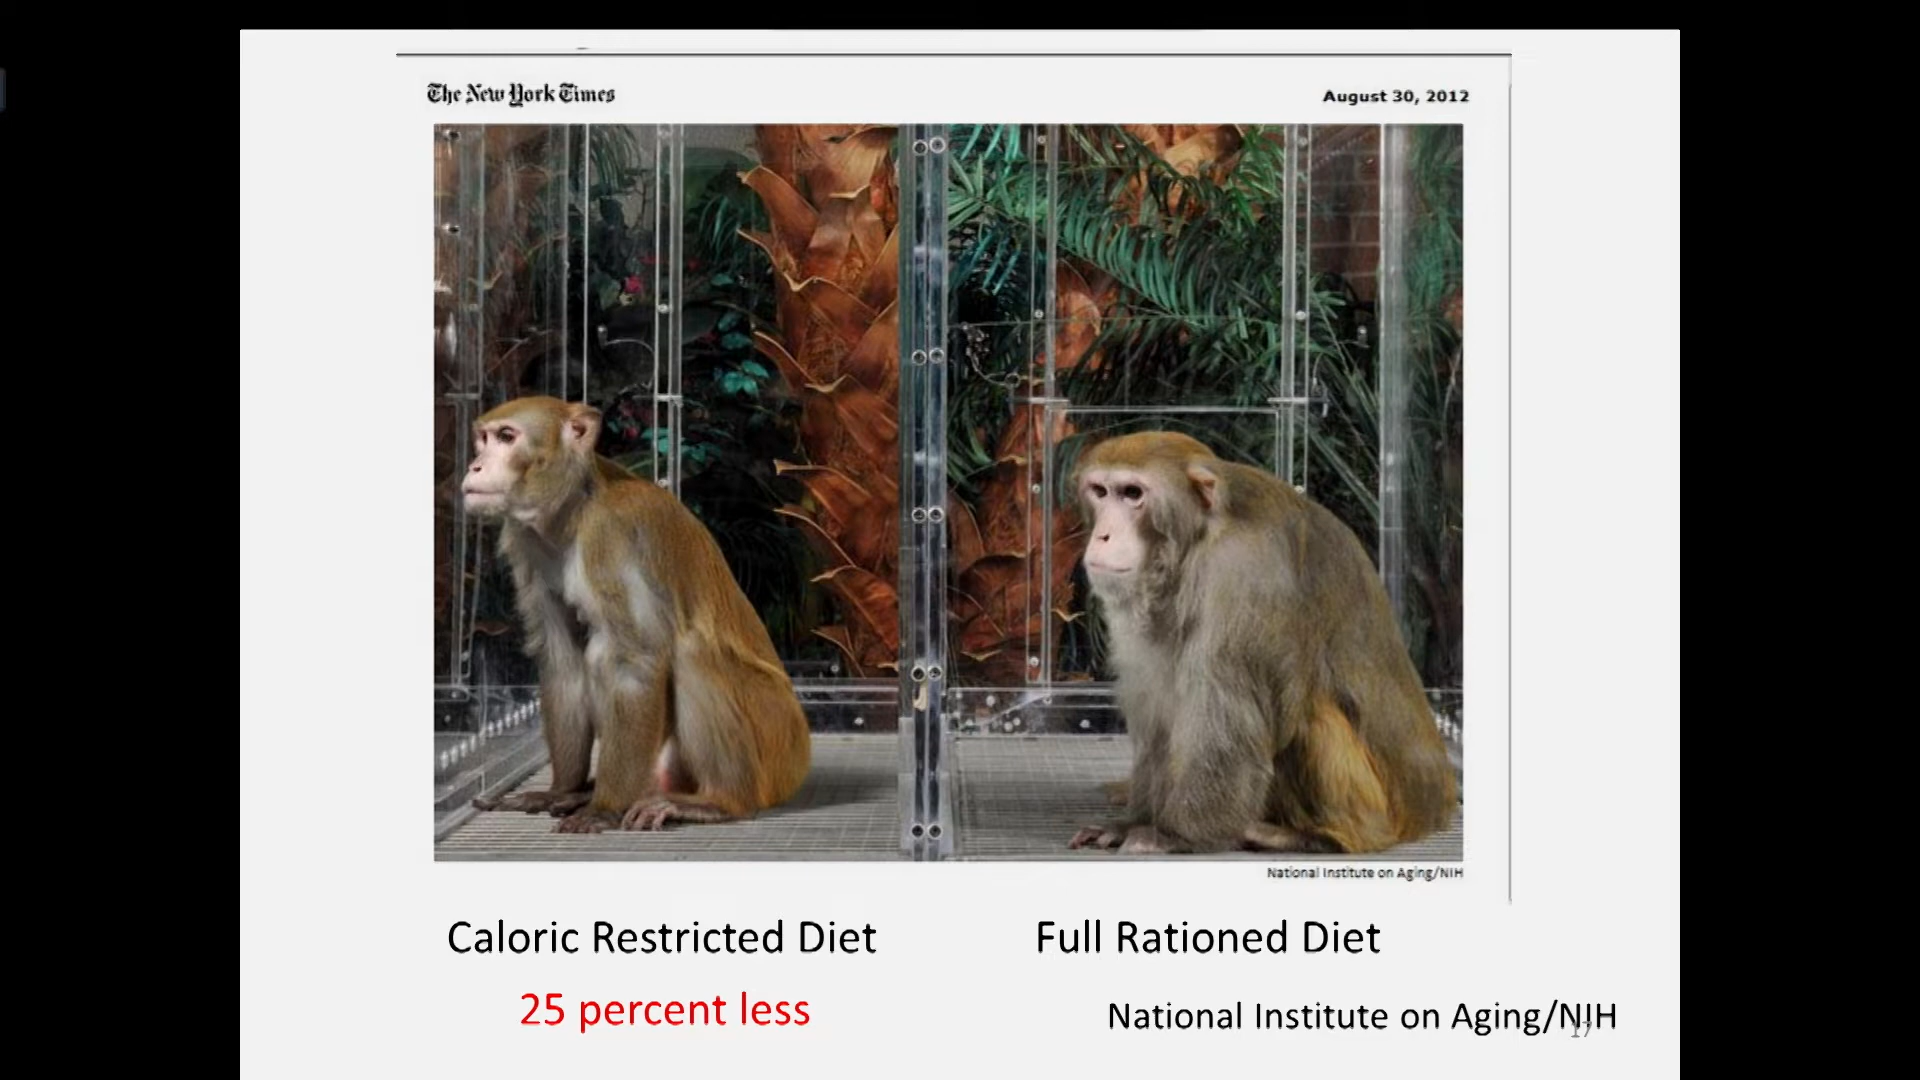 The New York Times
August 30, 2012
National Institute on Aging/NIH
Caloric Restricted Diet
Full Rationed Diet
25 percent less
National Institute on Aging/NIH
17